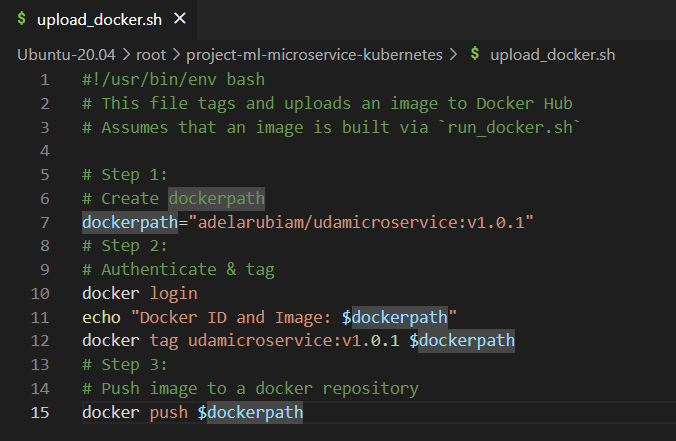 $ upload_docker.sh ✕
Ubuntu-20.04 > root > project-ml-microservice-kubernetes > $ upload_docker.sh
1 #!/usr/bin/env bash
2 # This file tags and uploads an image to Docker Hub
3 # Assumes that an image is built via `run_docker.sh`
4
5 # Step 1:
6 # Create dockerpath
7 dockerpath="adelarubiam/udamicroservice:v1.0.1"
8 # Step 2:
9 # Authenticate & tag
10 docker login
11 echo "Docker ID and Image: $dockerpath"
12 docker tag udamicroservice:v1.0.1 $dockerpath
13 # Step 3:
14 # Push image to a docker repository
15 docker push $dockerpath